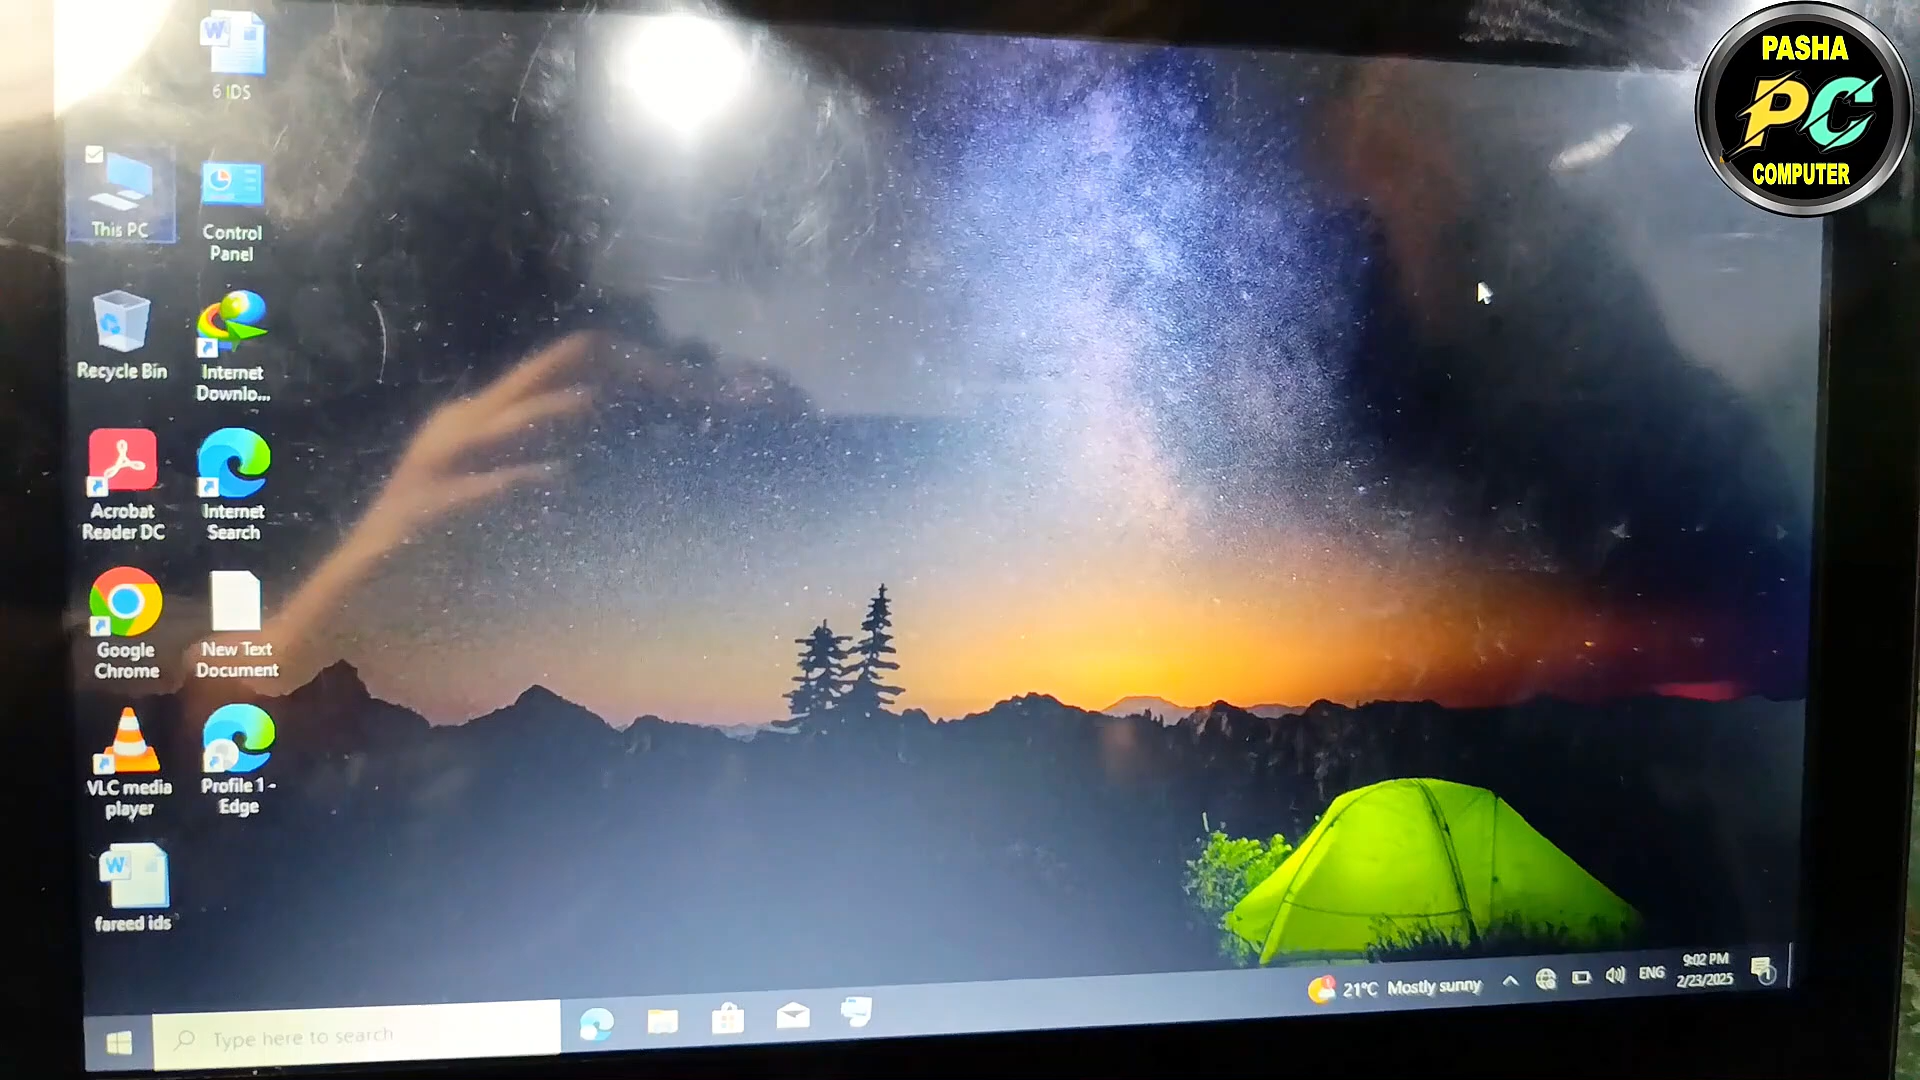 PASHA
PC
COMPUTER
6 IDS
This PC
Control
Panel
Recycle Bin
Internet
Downlo...
Acrobat
Reader DC
Internet
Search
Google
Chrome
New Text
Document
VLC media
player
Profile 1 -
Edge
fareed ids
Type here to search
21°C Mostly sunny
ENG
9:02 PM
2/23/2025